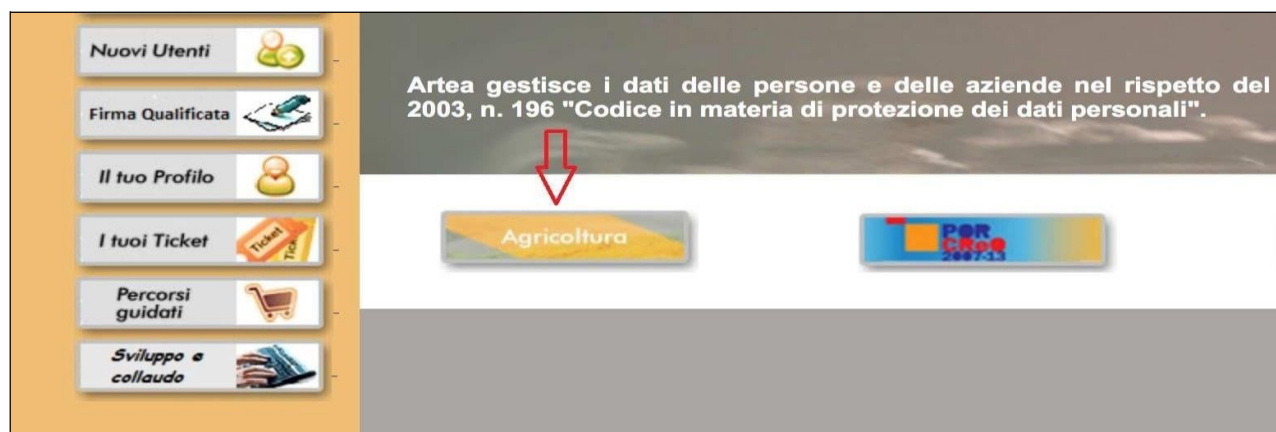 Nuovi Utenti
Firma Qualificata
Il tuo Profilo
I tuoi Ticket
Ticket
Ticket
Percorsi
guidati
Sviluppo e
collaudo
Artea gestisce i dati delle persone e delle aziende nel rispetto del
2003, n. 196 "Codice in materia di protezione dei dati personali".
Agricoltura
POR
CReO
2007-13